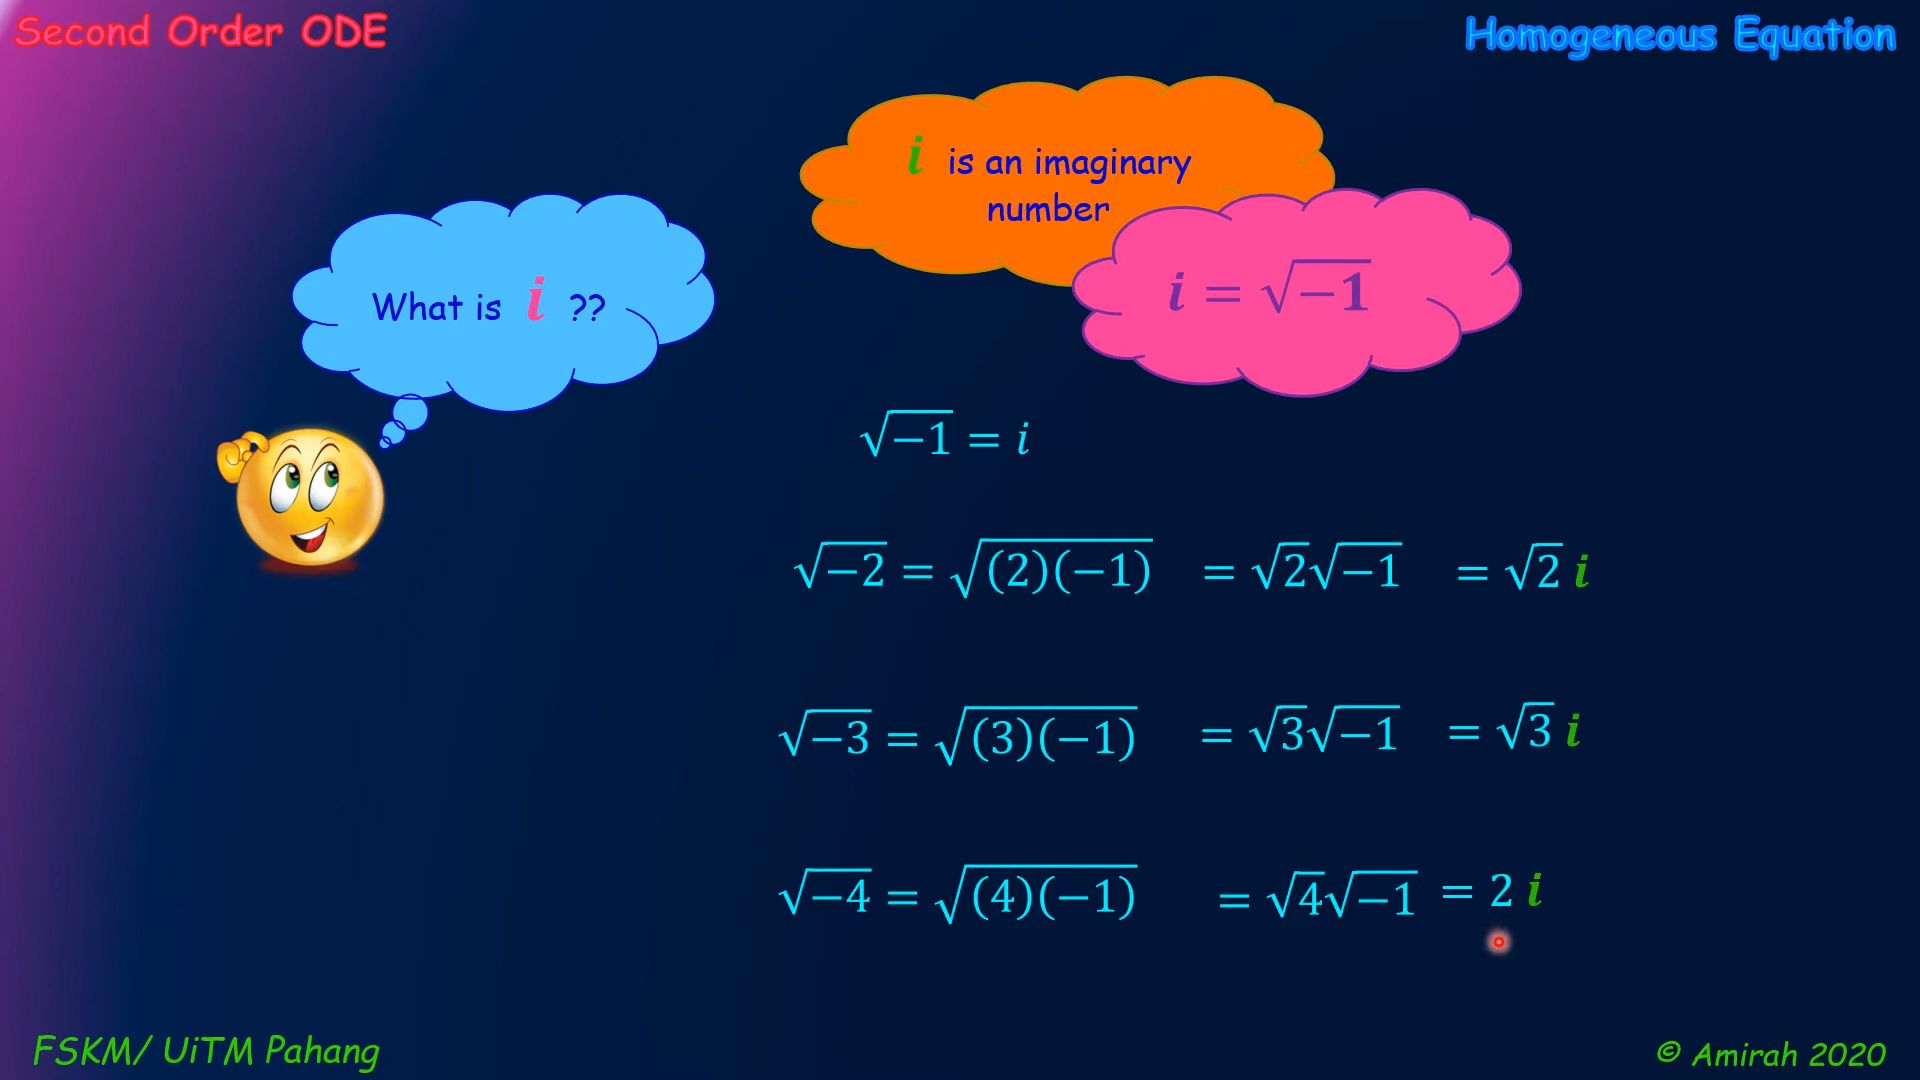 Second Order ODE
Homogeneous Equation
i is an imaginary
number
What is i ??
i = √−1
√−1 = i
√−2 = √(2)(−1) = √2√−1 = √2 i
√−3 = √(3)(−1) = √3√−1 = √3 i
√−4 = √(4)(−1) = √4√−1 = 2 i
FSKM/ UiTM Pahang
© Amirah 2020